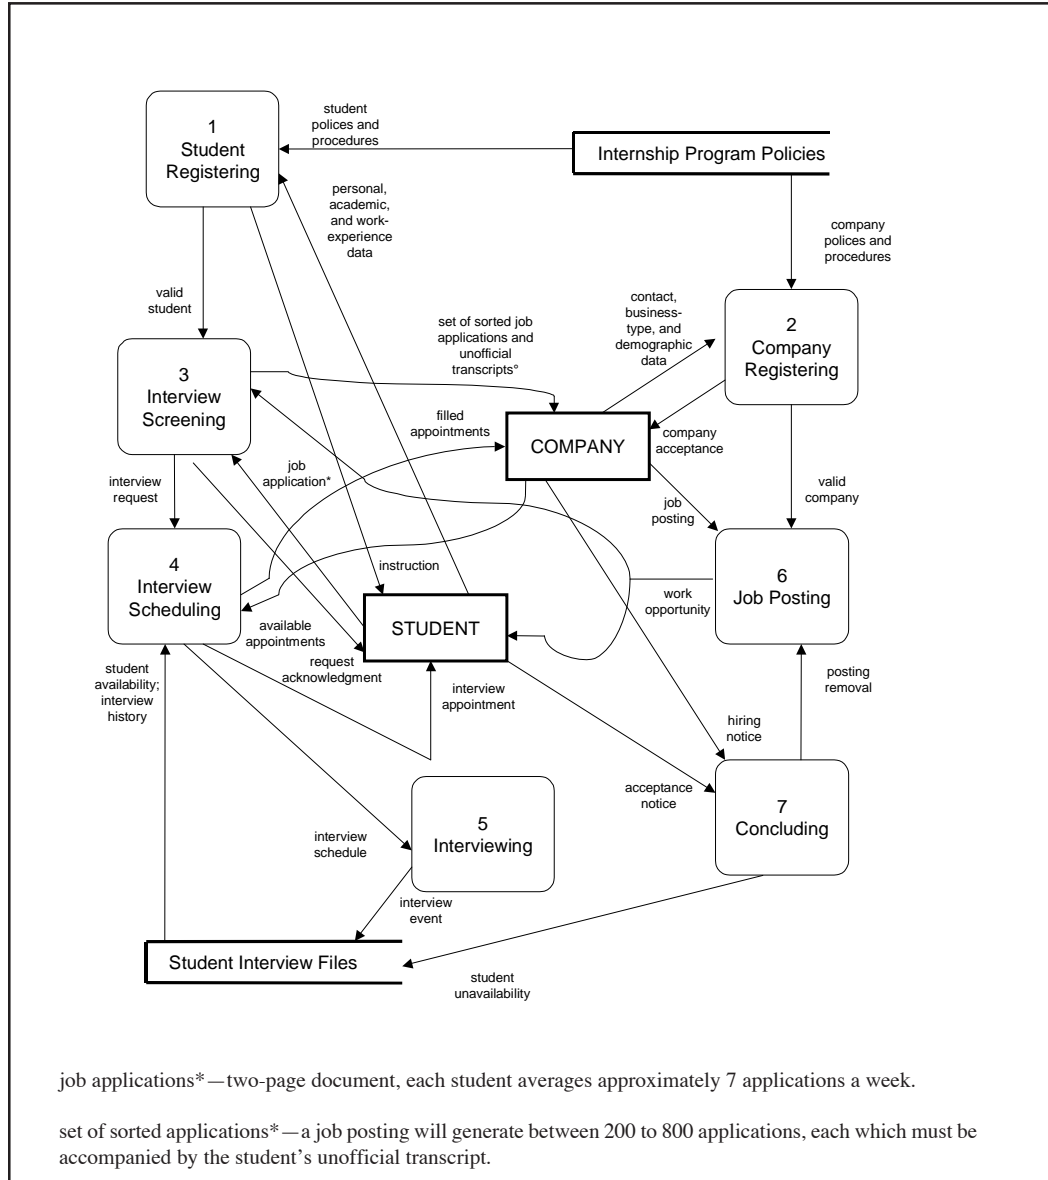 1
Student
Registering
student
polices and
procedures
Internship Program Policies
personal,
academic,
and work-
experience
data
company
polices and
procedures
valid
student
contact,
business-
type, and
demographic
data
2
Company
Registering
set of sorted job
applications and
unofficial
transcripts°
3
Interview
Screening
filled
appointments
COMPANY
company
acceptance
interview
request
job
application*
job
posting
valid
company
4
Interview
Scheduling
instruction
6
Job Posting
work
opportunity
available
appointments
STUDENT
request
acknowledgment
student
availability;
interview
history
interview
appointment
posting
removal
hiring
notice
acceptance
notice
7
Concluding
5
Interviewing
interview
schedule
interview
event
Student Interview Files
student
unavailability
job applications*—two-page document, each student averages approximately 7 applications a week.
set of sorted applications*—a job posting will generate between 200 to 800 applications, each which must be
accompanied by the student's unofficial transcript.